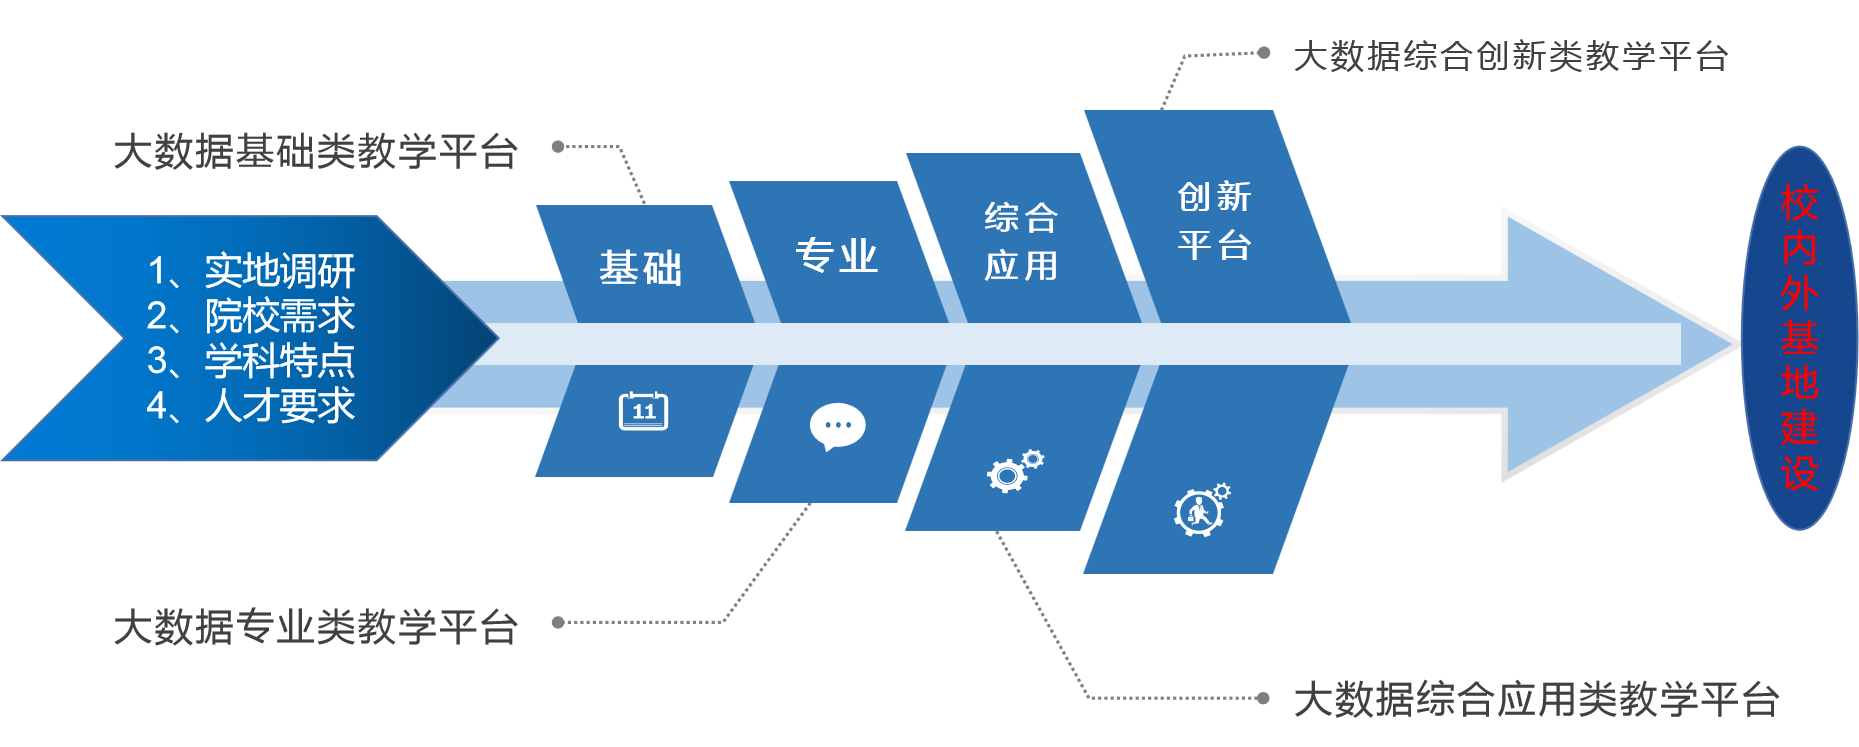 大数据综合创新类教学平台
大数据基础类教学平台
1、实地调研
2、院校需求
3、学科特点
4、人才要求
基础
专业
综合
应用
创新
平台
11
校
内
外
基
地
建
设
大数据专业类教学平台
大数据综合应用类教学平台